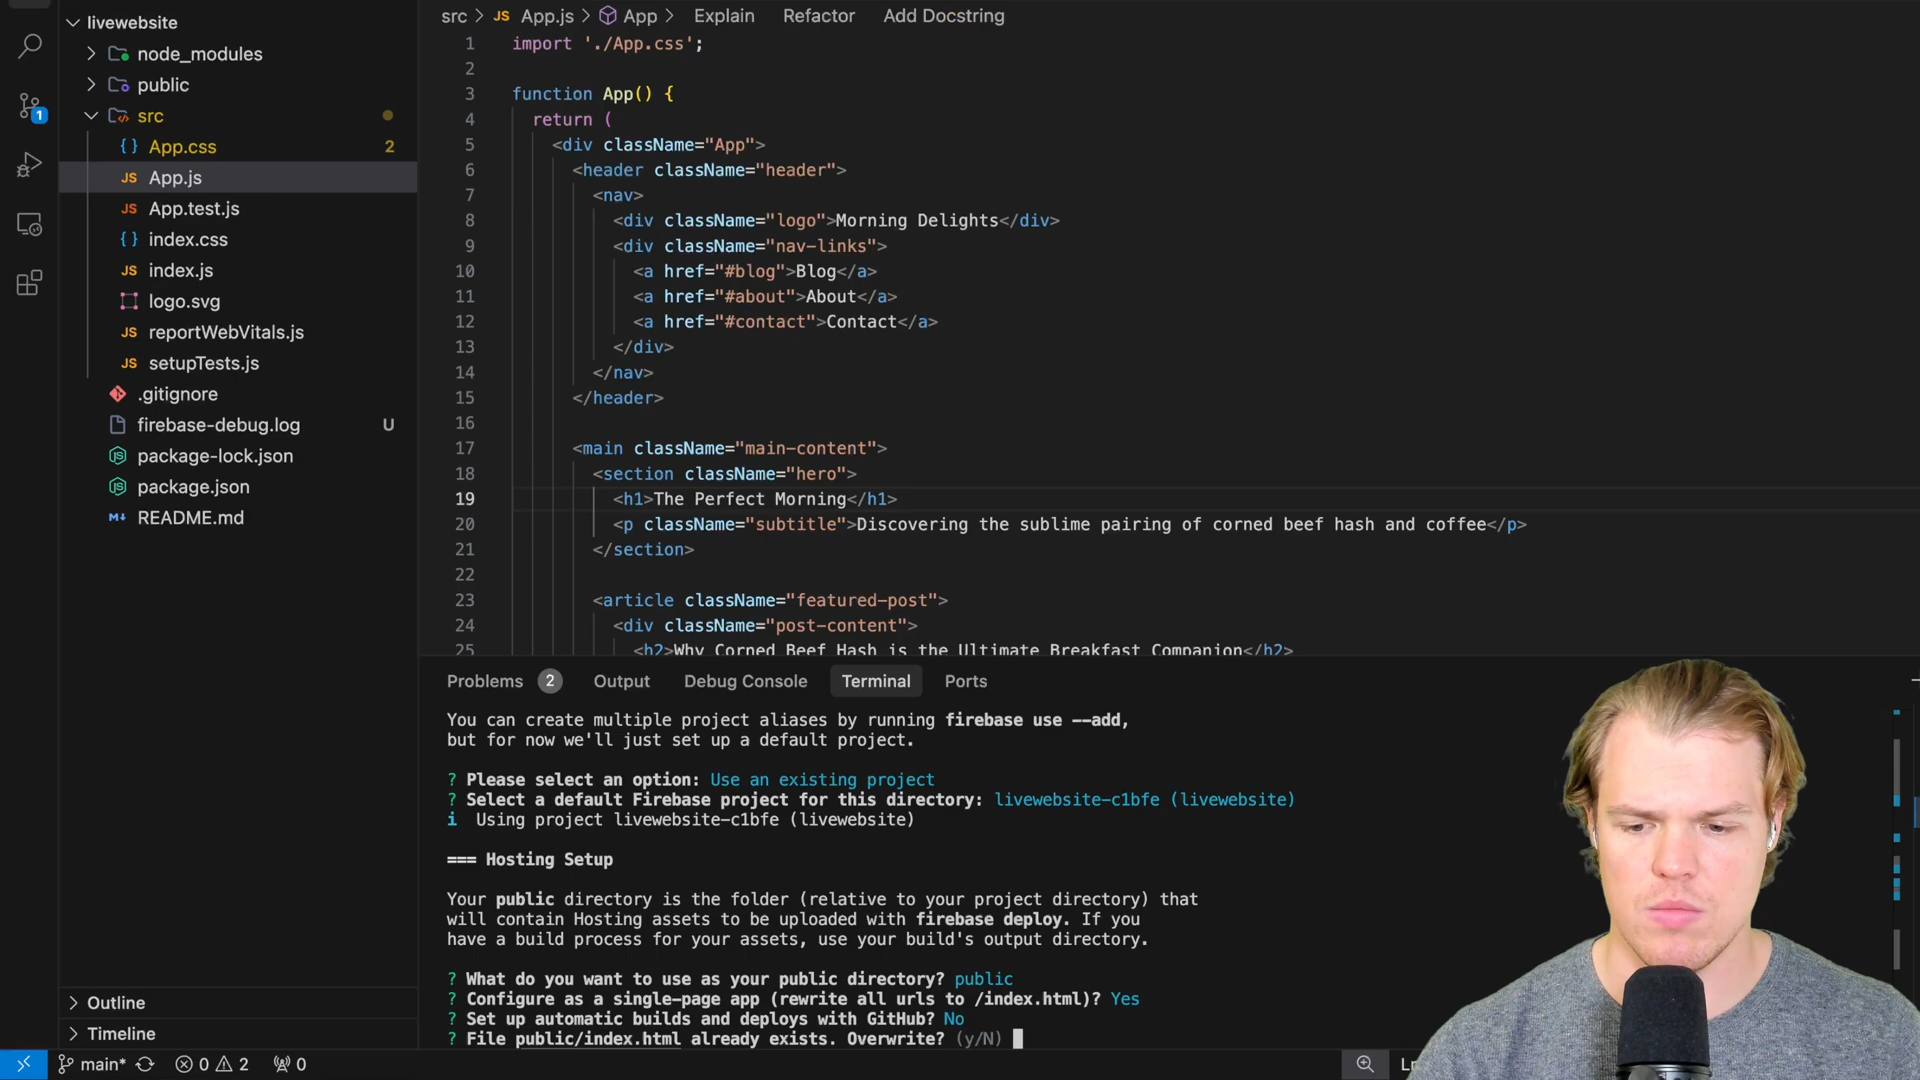 livewebsite
node_modules
public
src
App.css 2
App.js
App.test.js
index.css
index.js
logo.svg
reportWebVitals.js
setupTests.js
.gitignore
firebase-debug.log U
package-lock.json
package.json
README.md
Outline
Timeline
1
src > JS App.js > App > Explain Refactor Add Docstring
1 import './App.css';
2
3 function App() {
4 return (
5 <div className="App">
6 <header className="header">
7 <nav>
8 <div className="logo">Morning Delights</div>
9 <div className="nav-links">
10 <a href="#blog">Blog</a>
11 <a href="#about">About</a>
12 <a href="#contact">Contact</a>
13 </div>
14 </nav>
15 </header>
16
17 <main className="main-content">
18 <section className="hero">
19 <h1>The Perfect Morning</h1>
20 <p className="subtitle">Discovering the sublime pairing of corned beef hash and coffee</p>
21 </section>
22
23 <article className="featured-post">
24 <div className="post-content">
25 <h2>Why Corned Beef Hash is the Ultimate Breakfast Companion</h2>
Problems 2 Output Debug Console Terminal Ports
You can create multiple project aliases by running firebase use --add,
but for now we'll just set up a default project.
? Please select an option: Use an existing project
? Select a default Firebase project for this directory: livewebsite-c1bfe (livewebsite)
i Using project livewebsite-c1bfe (livewebsite)
=== Hosting Setup
Your public directory is the folder (relative to your project directory) that
will contain Hosting assets to be uploaded with firebase deploy. If you
have a build process for your assets, use your build's output directory.
? What do you want to use as your public directory? public
? Configure as a single-page app (rewrite all urls to /index.html)? Yes
? Set up automatic builds and deploys with GitHub? No
? File public/index.html already exists. Overwrite? (y/N)
main* 0 2 0